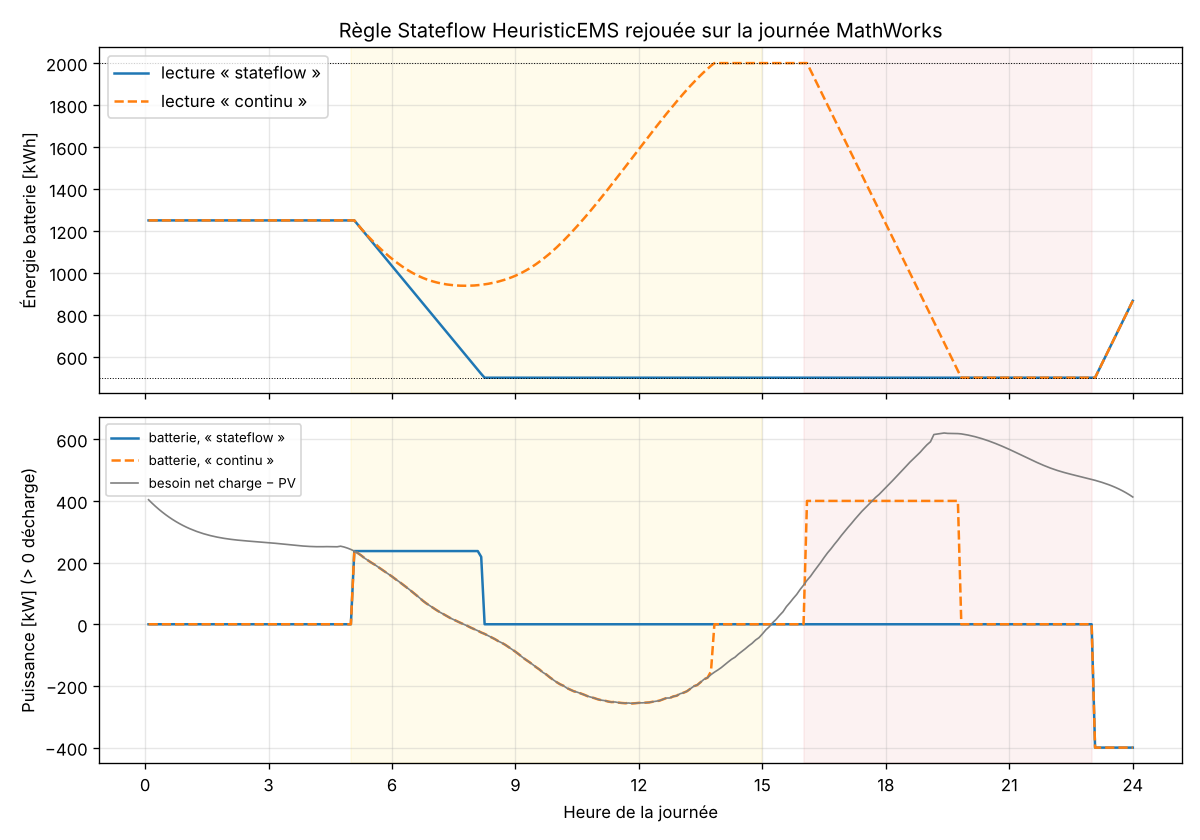 Règle Stateflow HeuristicEMS rejouée sur la journée MathWorks
Énergie batterie [kWh]
2000
1800
1600
1400
1200
1000
800
600
lecture « stateflow »
lecture « continu »
Puissance [kW] (> 0 décharge)
600
400
200
0
−200
−400
batterie, « stateflow »
batterie, « continu »
besoin net charge − PV
0 3 6 9 12 15 18 21 24
Heure de la journée